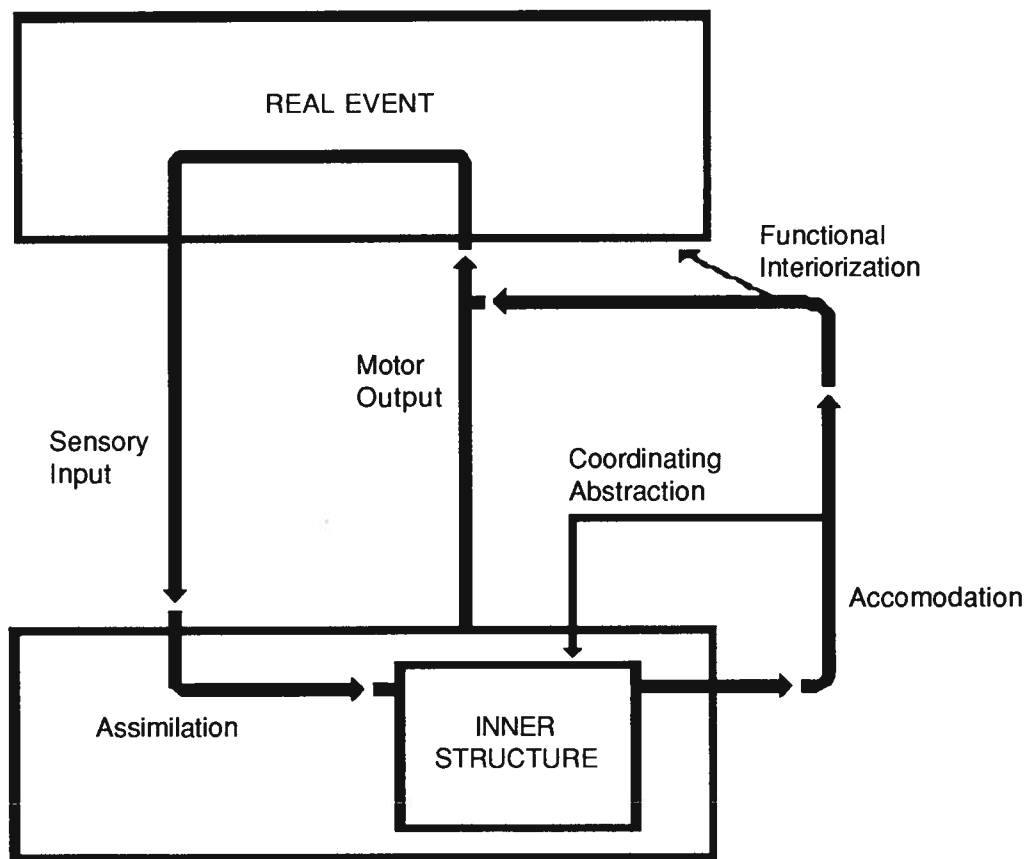 REAL EVENT
Functional
Interiorization
Motor
Output
Sensory
Input
Coordinating
Abstraction
Accomodation
Assimilation
INNER
STRUCTURE